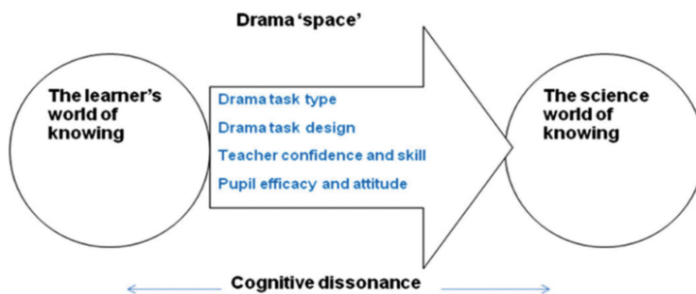 Drama ‘space’
The learner’s
world of
knowing
Drama task type
Drama task design
Teacher confidence and skill
Pupil efficacy and attitude
The science
world of
knowing
Cognitive dissonance